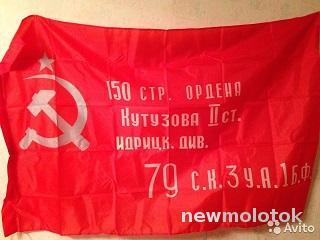 150 СТР. ОРДЕНА
КУТУЗОВА II СТ.
ИДРИЦК. ДИВ.
79 С.К. 3 У.А. 1 Б.Ф.
newmolotok
Avito